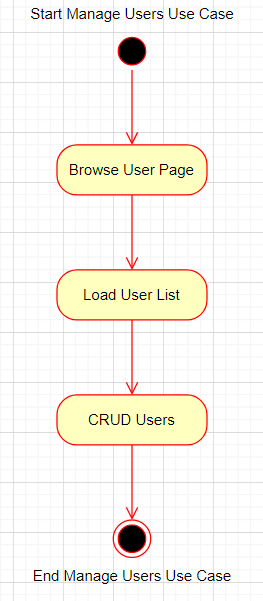 Start Manage Users Use Case
Browse User Page
Load User List
CRUD Users
End Manage Users Use Case